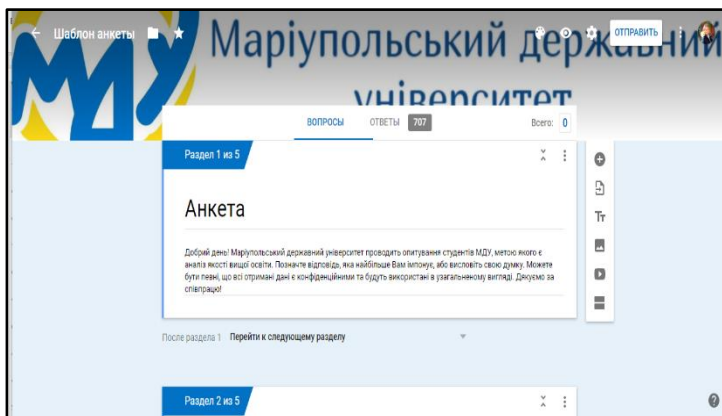 Шаблон анкеты
ОТПРАВИТЬ
МДУ Маріупольський державний
університет
ВОПРОСЫ ОТВЕТЫ 707 Всего: 0
Раздел 1 из 5
Tт
Анкета
Добрий день! Маріупольський державний університет проводить опитування студентів МДУ, метою якого є
аналіз якості вищої освіти. Позначте відповідь, яка найбільше Вам імпонує, або висловіть свою думку. Можете
бути певні, що всі отримані дані є конфіденційними та будуть використані в узагальненому вигляді. Дякуємо за
співпрацю!
После раздела 1 Перейти к следующему разделу
Раздел 2 из 5